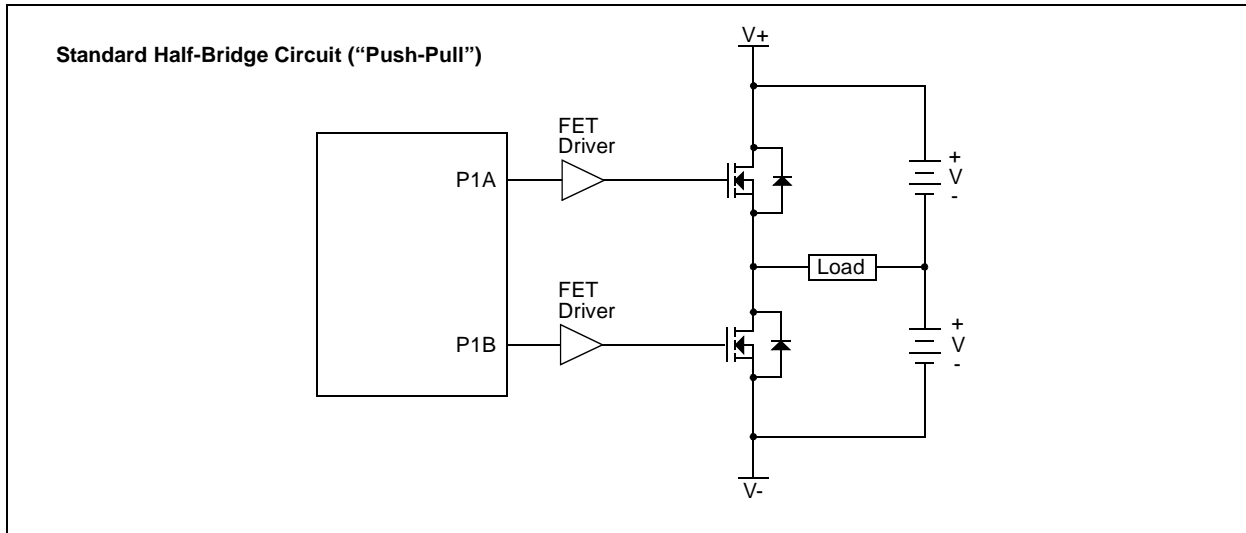 Standard Half-Bridge Circuit (“Push-Pull”)
V+
FET
Driver
P1A
+
V
-
Load
FET
Driver
P1B
+
V
-
V-